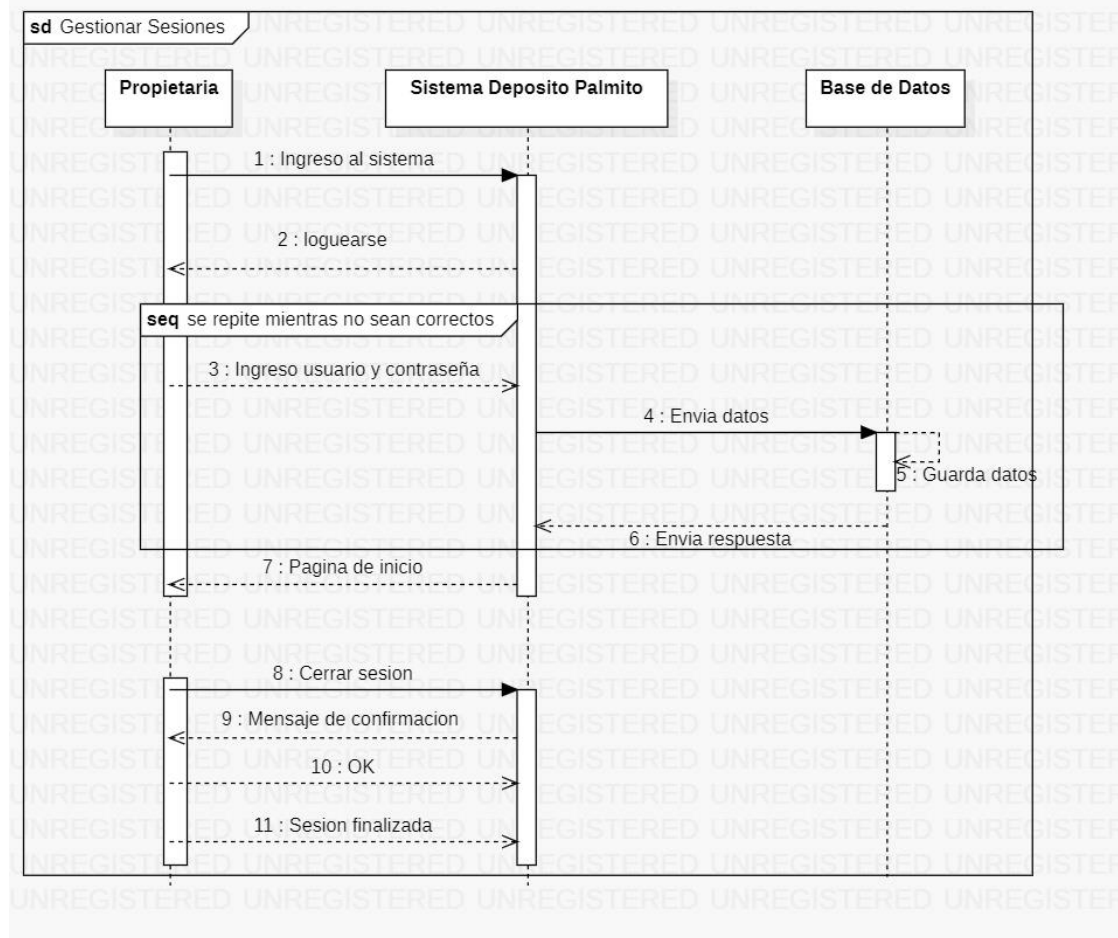 sd Gestionar Sesiones
Propietaria
Sistema Deposito Palmito
Base de Datos
1 : Ingreso al sistema
2 : loguearse
seq se repite mientras no sean correctos
3 : Ingreso usuario y contraseña
4 : Envia datos
5 : Guarda datos
6 : Envia respuesta
7 : Pagina de inicio
8 : Cerrar sesion
9 : Mensaje de confirmacion
10 : OK
11 : Sesion finalizada
UNREGISTERED